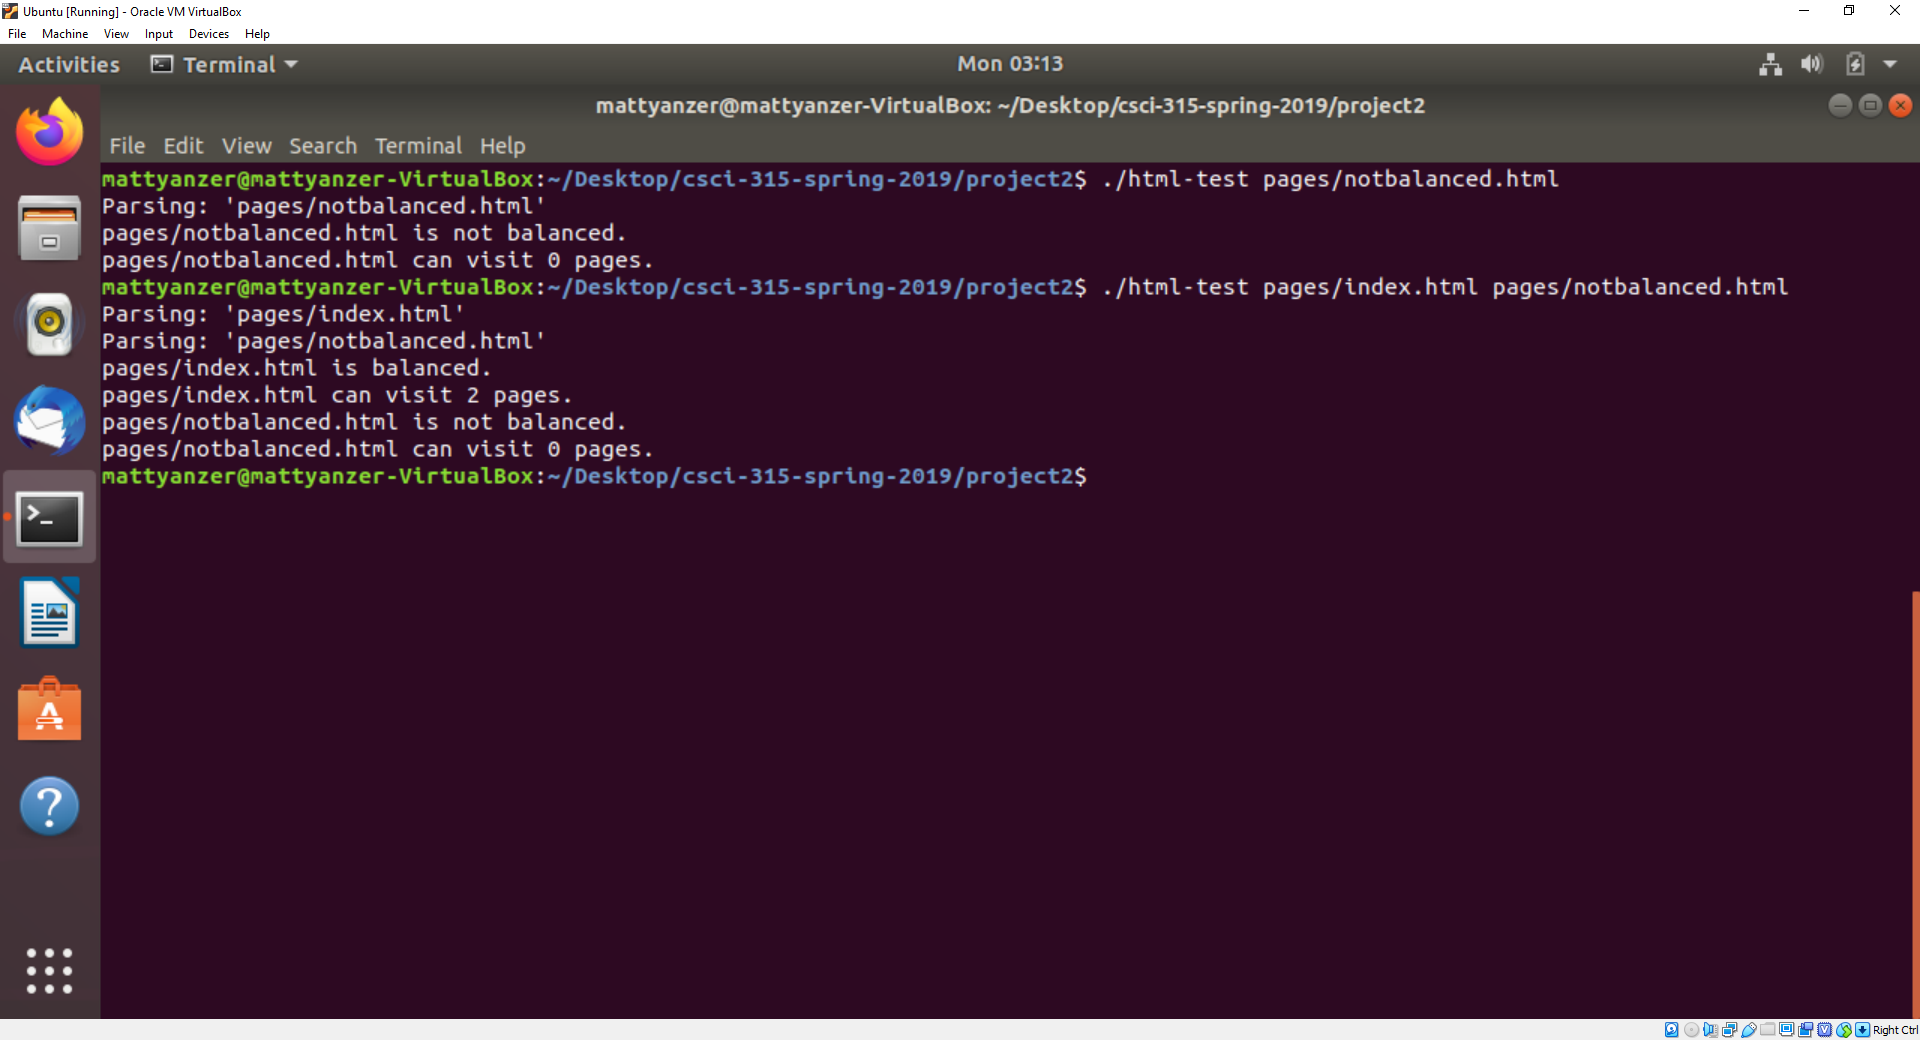 Ubuntu [Running] - Oracle VM VirtualBox
File Machine View Input Devices Help
Activities Terminal Mon 03:13
mattyanzer@mattyanzer-VirtualBox: ~/Desktop/csci-315-spring-2019/project2
File Edit View Search Terminal Help
mattyanzer@mattyanzer-VirtualBox:~/Desktop/csci-315-spring-2019/project2$ ./html-test pages/notbalanced.html
Parsing: 'pages/notbalanced.html'
pages/notbalanced.html is not balanced.
pages/notbalanced.html can visit 0 pages.
mattyanzer@mattyanzer-VirtualBox:~/Desktop/csci-315-spring-2019/project2$ ./html-test pages/index.html pages/notbalanced.html
Parsing: 'pages/index.html'
Parsing: 'pages/notbalanced.html'
pages/index.html is balanced.
pages/index.html can visit 2 pages.
pages/notbalanced.html is not balanced.
pages/notbalanced.html can visit 0 pages.
mattyanzer@mattyanzer-VirtualBox:~/Desktop/csci-315-spring-2019/project2$
Right Ctrl